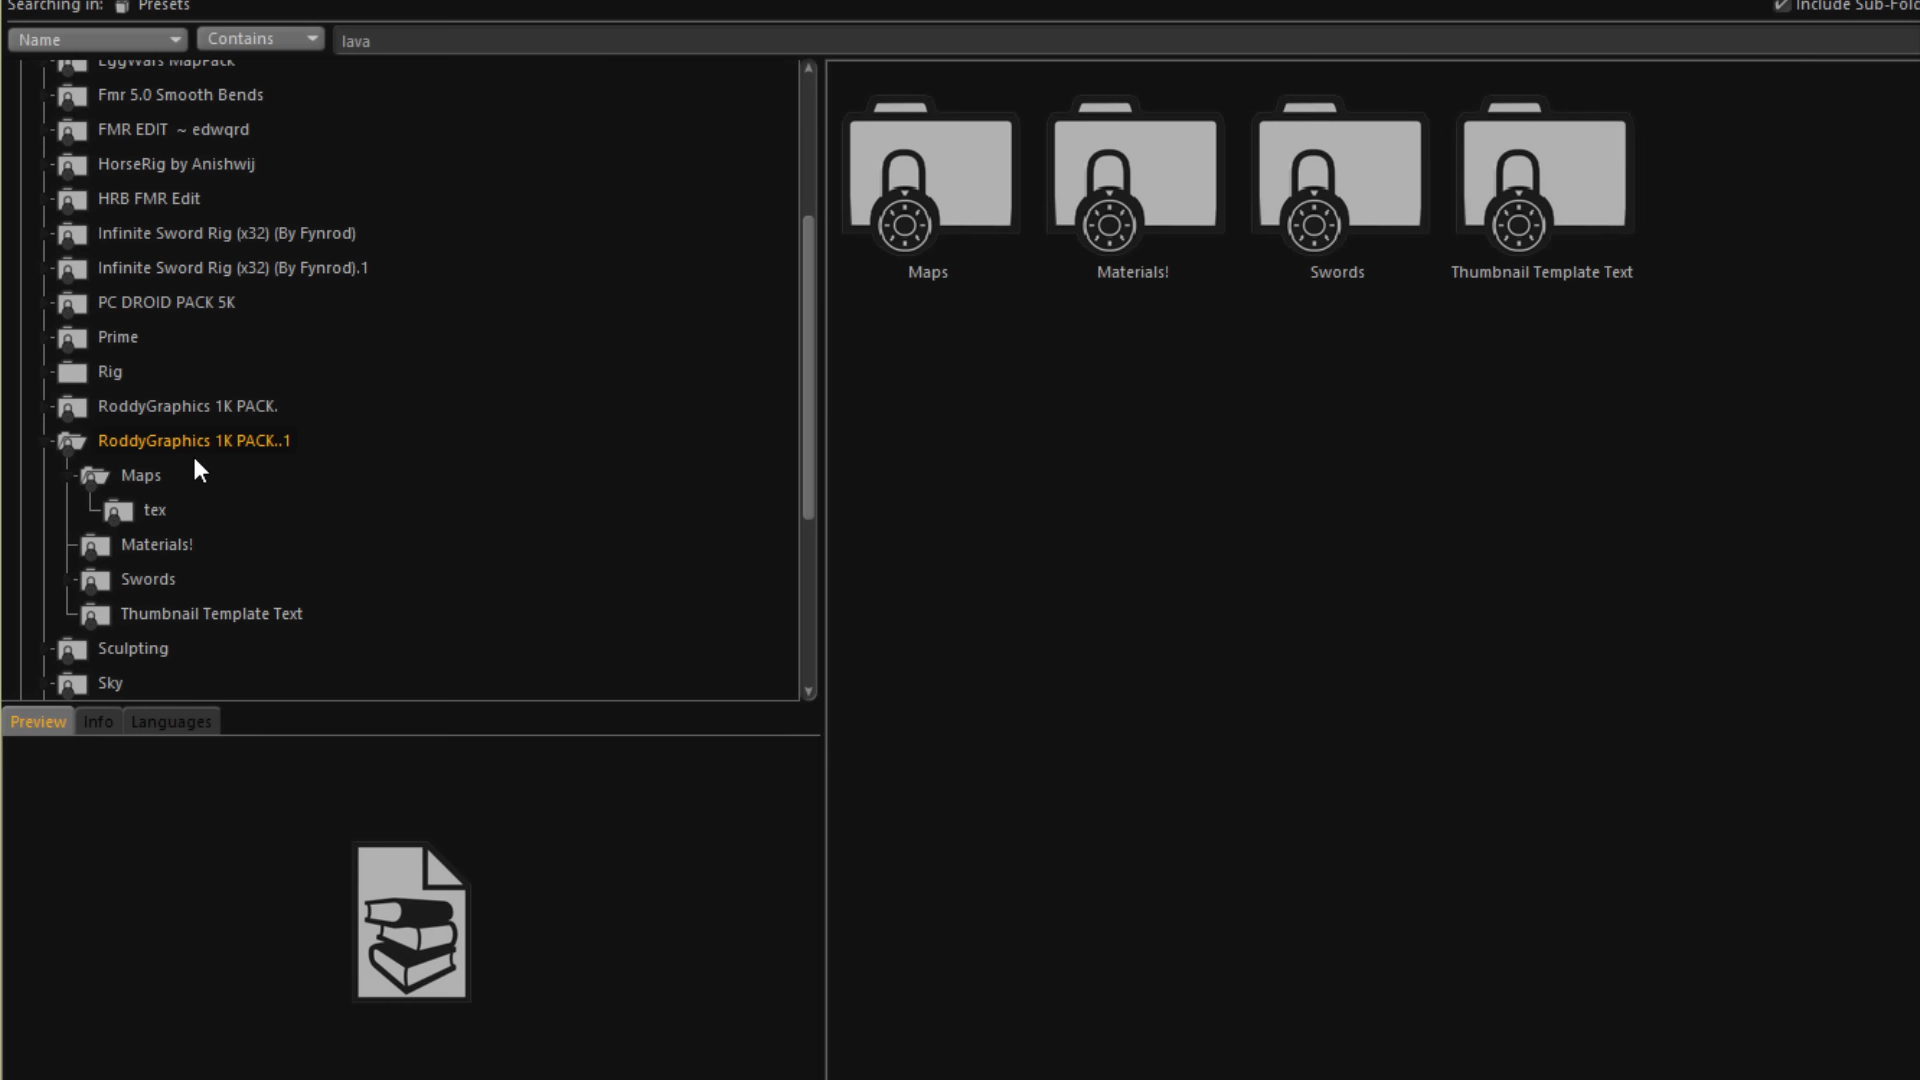 Searching in: Presets
Include Sub-Fol
Name
Contains
lava
EggWars MapPack
Fmr 5.0 Smooth Bends
FMR EDIT ~ edwqrd
HorseRig by Anishwij
HRB FMR Edit
Infinite Sword Rig (x32) (By Fynrod)
Infinite Sword Rig (x32) (By Fynrod).1
PC DROID PACK 5K
Prime
Rig
RoddyGraphics 1K PACK.
RoddyGraphics 1K PACK..1
Maps
tex
Materials!
Swords
Thumbnail Template Text
Sculpting
Sky
Maps
Materials!
Swords
Thumbnail Template Text
Preview
Info
Languages